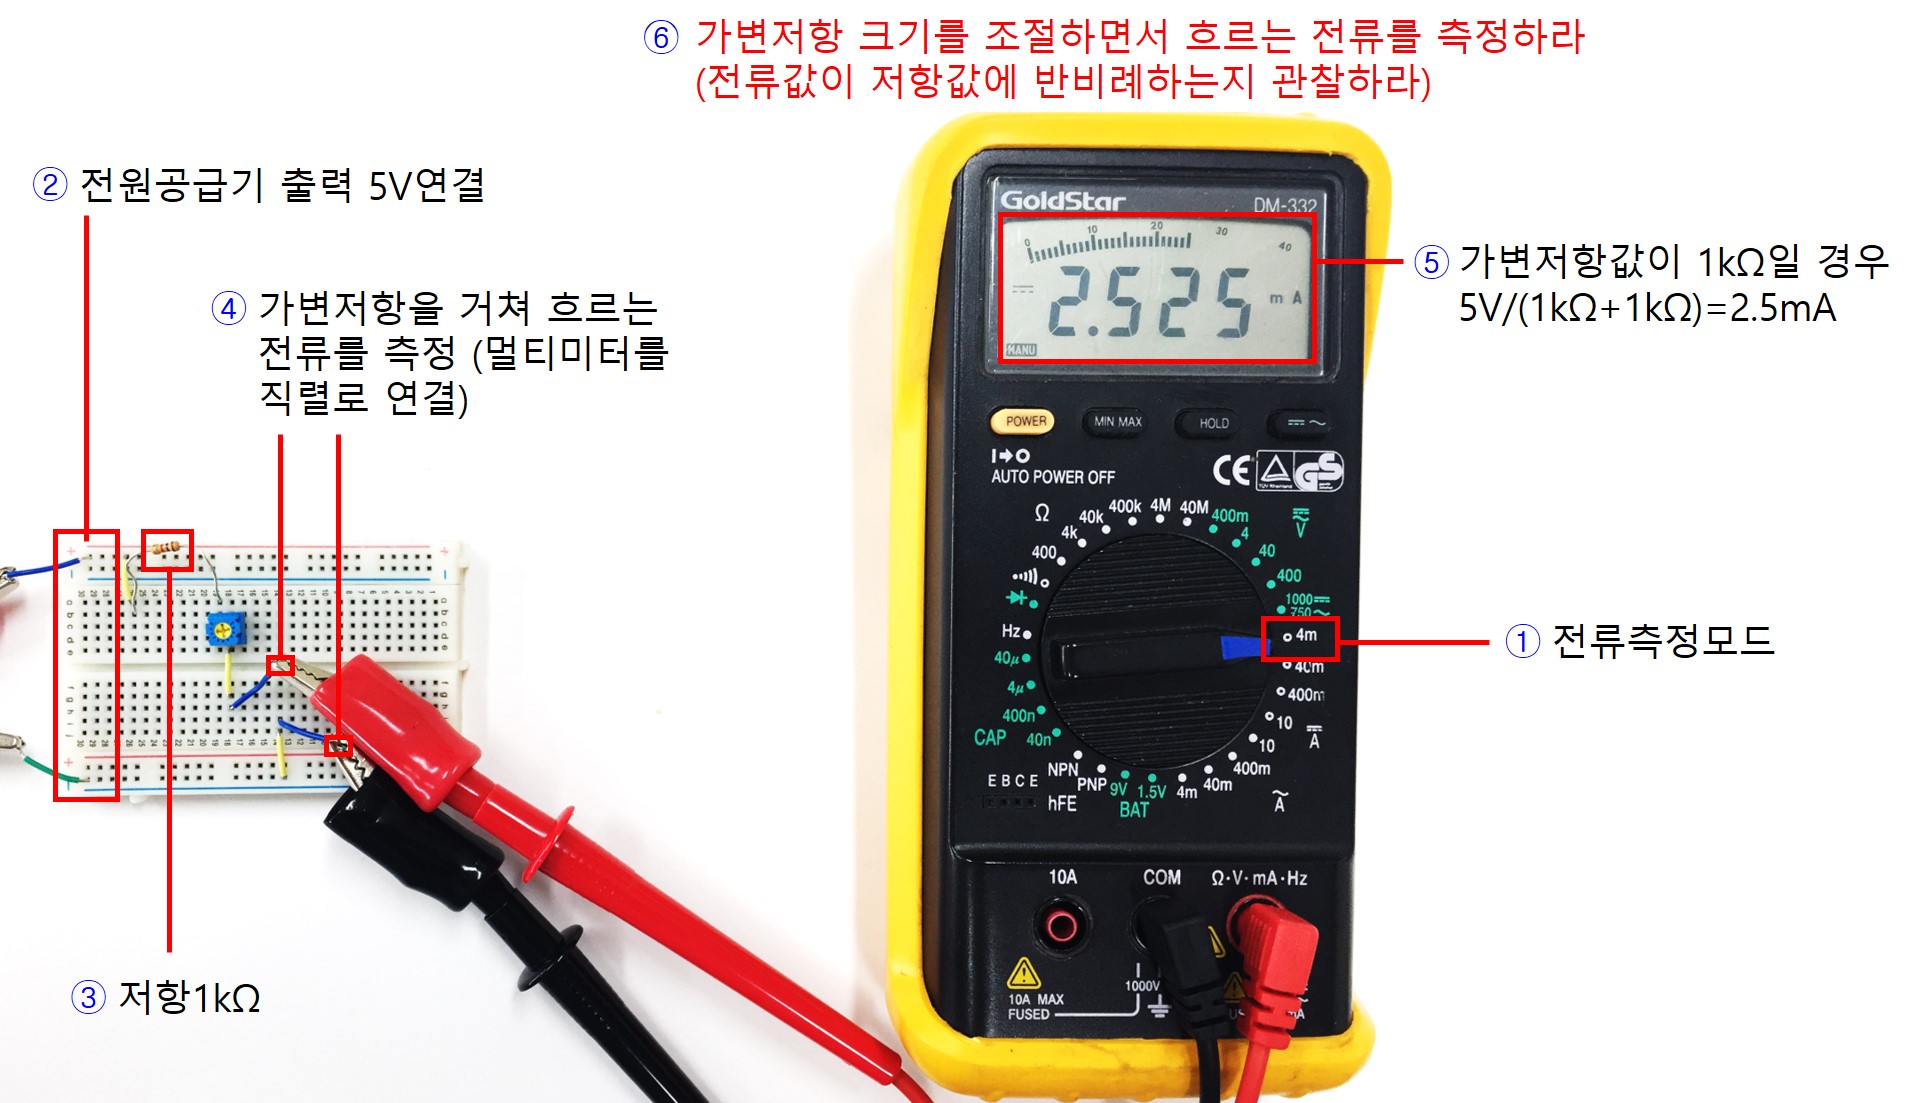 ⑥ 가변저항 크기를 조절하면서 흐르는 전류를 측정하라
(전류값이 저항값에 반비례하는지 관찰하라)
② 전원공급기 출력 5V연결
④ 가변저항을 거쳐 흐르는
전류를 측정 (멀티미터를
직렬로 연결)
③ 저항1kΩ
GoldStar DM-332
0 10 20 30 40
2.525 m A
MANU
⑤ 가변저항값이 1kΩ일 경우
5V/(1kΩ+1kΩ)=2.5mA
POWER MIN MAX HOLD
AUTO POWER OFF
CE
GS
Ω 400 4k 40k 400k 4M 40M
400m 4 40 400 1000 750 V
① 전류측정모드
4m 40m 400m 10 A
10 400m 40m 4m A
1.5V 9V BAT
PNP NPN
E B C E hFE
CAP 40n 400n 4μ 40μ
Hz
10A COM Ω·V·mA·Hz
10A MAX
FUSED
1000V